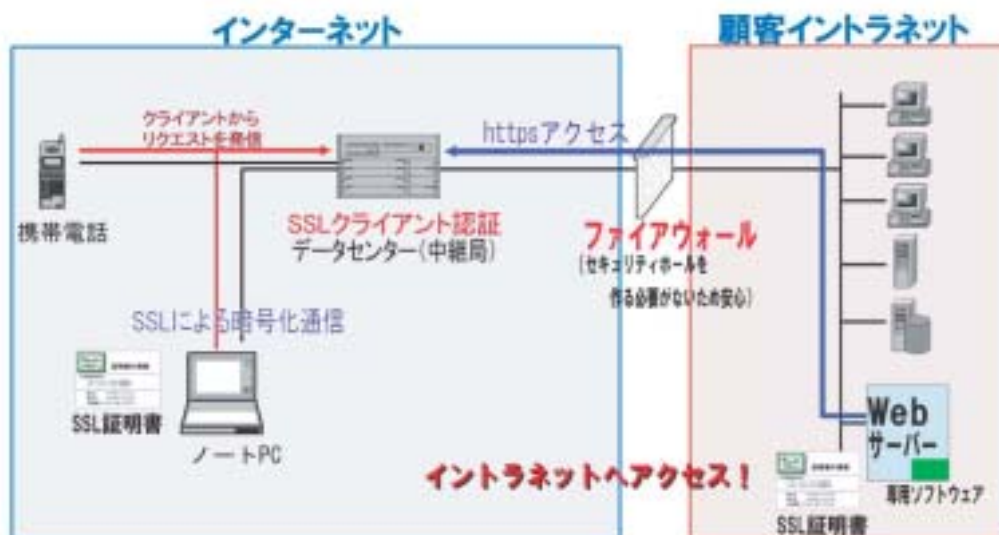 インターネット
顧客イントラネット
クライアントから
リクエストを発信
httpsアクセス
携帯電話
SSLクライアント認証
データセンター(中継局)
ファイアウォール
(セキュリティホールを
作る必要がないため安心)
SSLによる暗号化通信
SSL証明書
ノートPC
Web
サーバー
専用ソフトウェア
イントラネットへアクセス！
SSL証明書